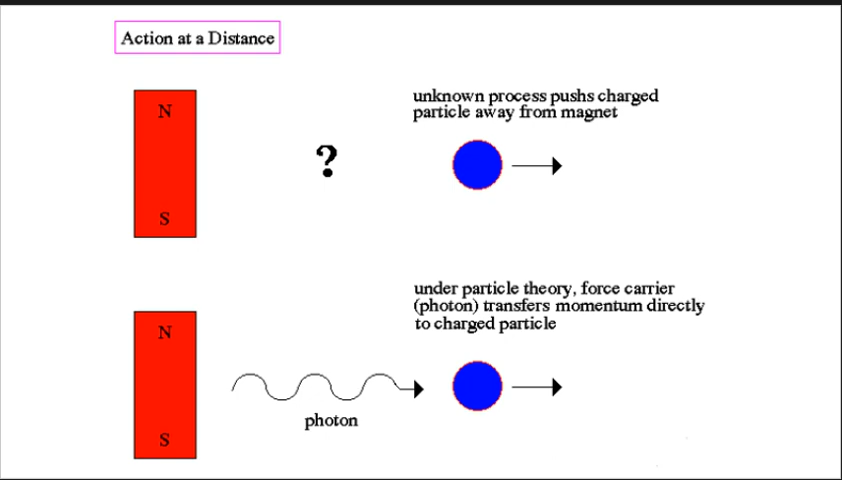 Action at a Distance
unknown process pushs charged
particle away from magnet
N
?
S
under particle theory, force carrier
(photon) transfers momentum directly
to charged particle
N
photon
S